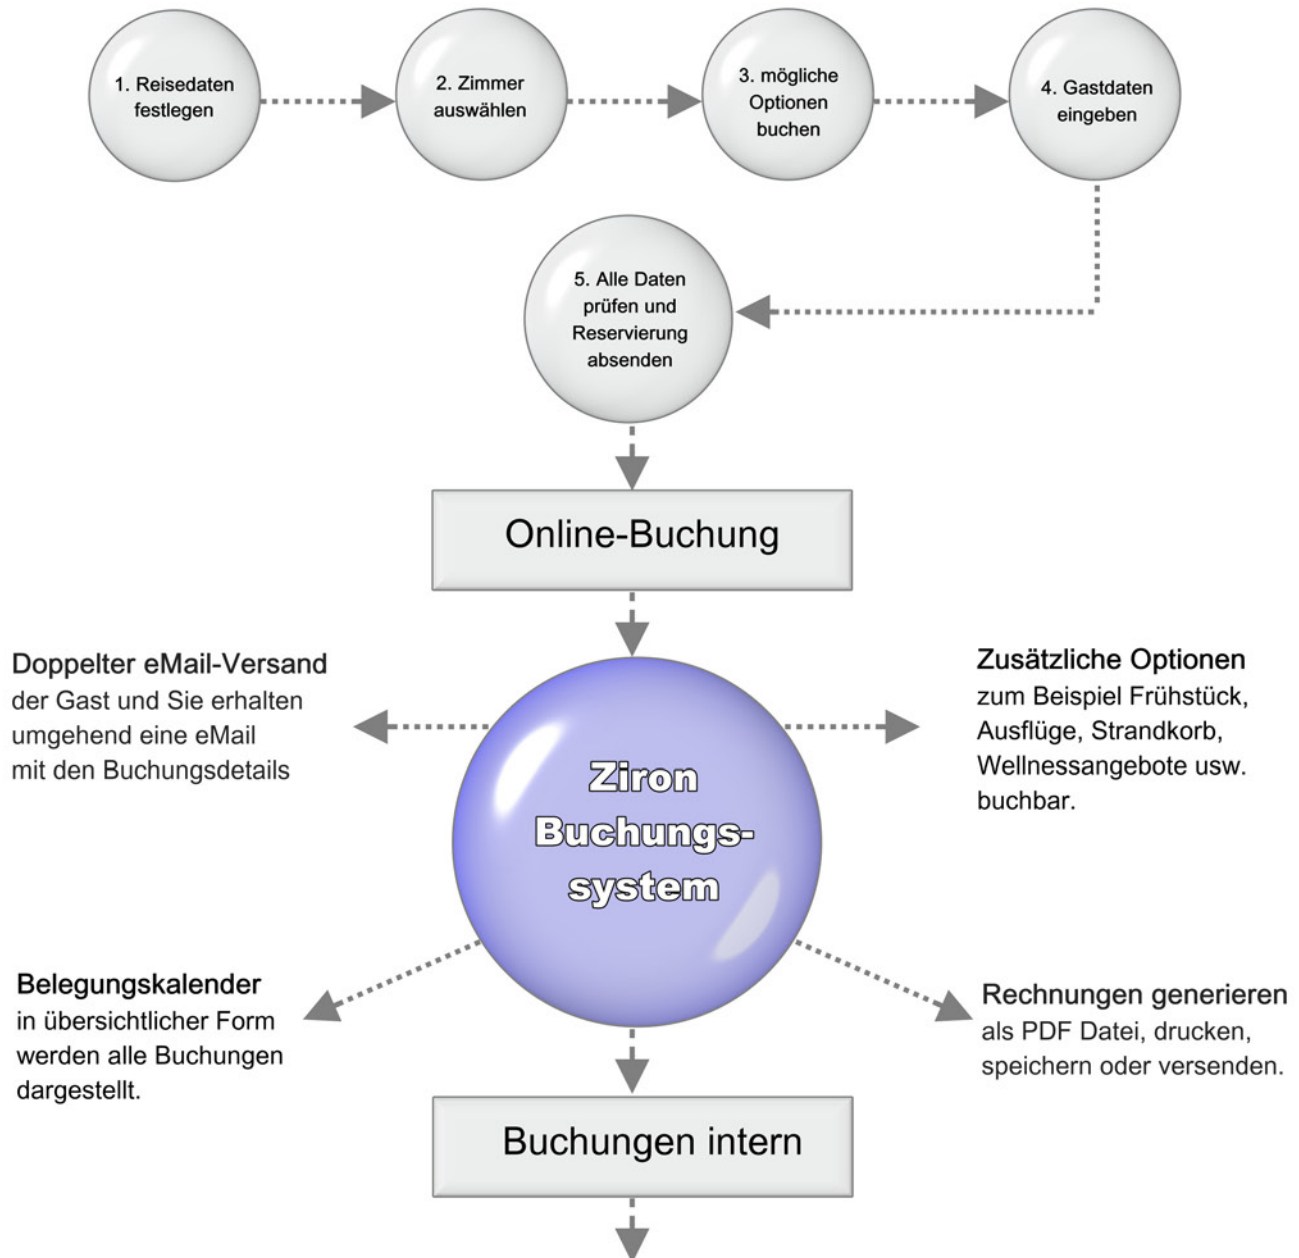 1. Reisedaten
festlegen
2. Zimmer
auswählen
3. mögliche
Optionen
buchen
4. Gastdaten
eingeben
5. Alle Daten
prüfen und
Reservierung
absenden
Online-Buchung
Doppelter eMail-Versand
der Gast und Sie erhalten
umgehend eine eMail
mit den Buchungsdetails
Zusätzliche Optionen
zum Beispiel Frühstück,
Ausflüge, Strandkorb,
Wellnessangebote usw.
buchbar.
Ziron
Buchungs-
system
Belegungskalender
in übersichtlicher Form
werden alle Buchungen
dargestellt.
Rechnungen generieren
als PDF Datei, drucken,
speichern oder versenden.
Buchungen intern